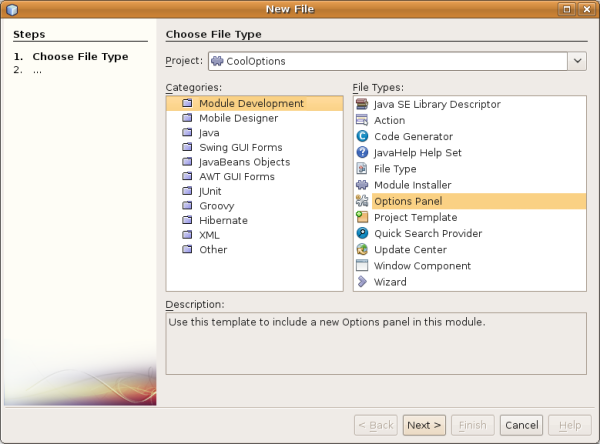 New File
Steps
1. Choose File Type
2. ...
Choose File Type
Project: CoolOptions
Categories:
Module Development
Mobile Designer
Java
Swing GUI Forms
JavaBeans Objects
AWT GUI Forms
JUnit
Groovy
Hibernate
XML
Other
File Types:
Java SE Library Descriptor
Action
Code Generator
JavaHelp Help Set
File Type
Module Installer
Options Panel
Project Template
Quick Search Provider
Update Center
Window Component
Wizard
Description:
Use this template to include a new Options panel in this module.
< Back Next > Finish Cancel Help